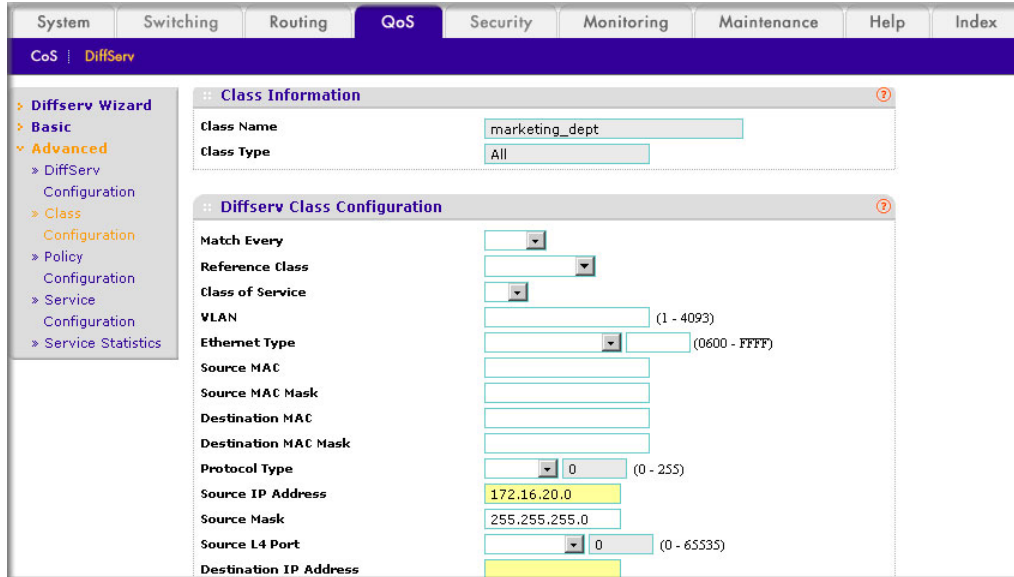 System Switching Routing QoS Security Monitoring Maintenance Help Index
CoS | DiffServ
Diffserv Wizard
Basic
Advanced
» DiffServ
Configuration
» Class
Configuration
» Policy
Configuration
» Service
Configuration
» Service Statistics
Class Information ?
Class Name marketing_dept
Class Type All
Diffserv Class Configuration ?
Match Every
Reference Class
Class of Service
VLAN (1 - 4093)
Ethernet Type (0600 - FFFF)
Source MAC
Source MAC Mask
Destination MAC
Destination MAC Mask
Protocol Type 0 (0 - 255)
Source IP Address 172.16.20.0
Source Mask 255.255.255.0
Source L4 Port 0 (0 - 65535)
Destination IP Address